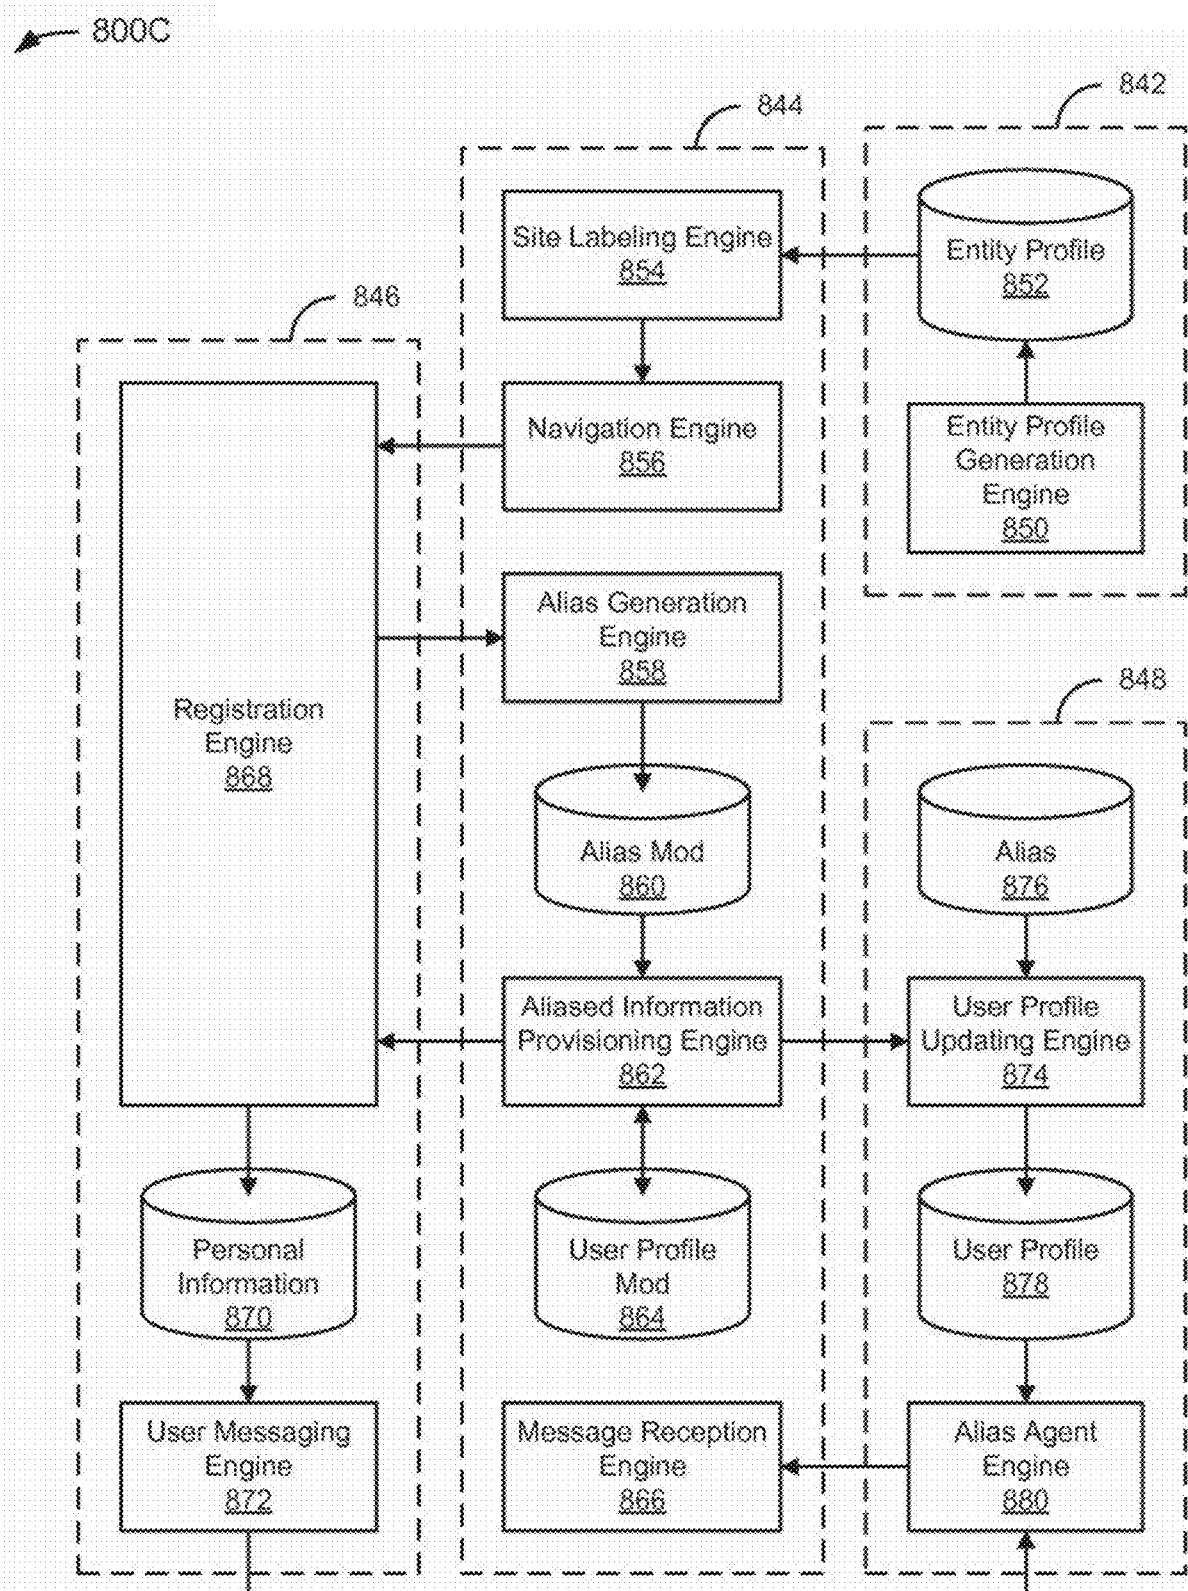 800C
842
844
Site Labeling Engine
854
Entity Profile
852
846
Navigation Engine
856
Entity Profile
Generation
Engine
850
Alias Generation
Engine
858
848
Registration
Engine
868
Alias Mod
860
Alias
876
Aliased Information
Provisioning Engine
862
User Profile
Updating Engine
874
Personal
Information
870
User Profile
Mod
864
User Profile
878
User Messaging
Engine
872
Message Reception
Engine
866
Alias Agent
Engine
880